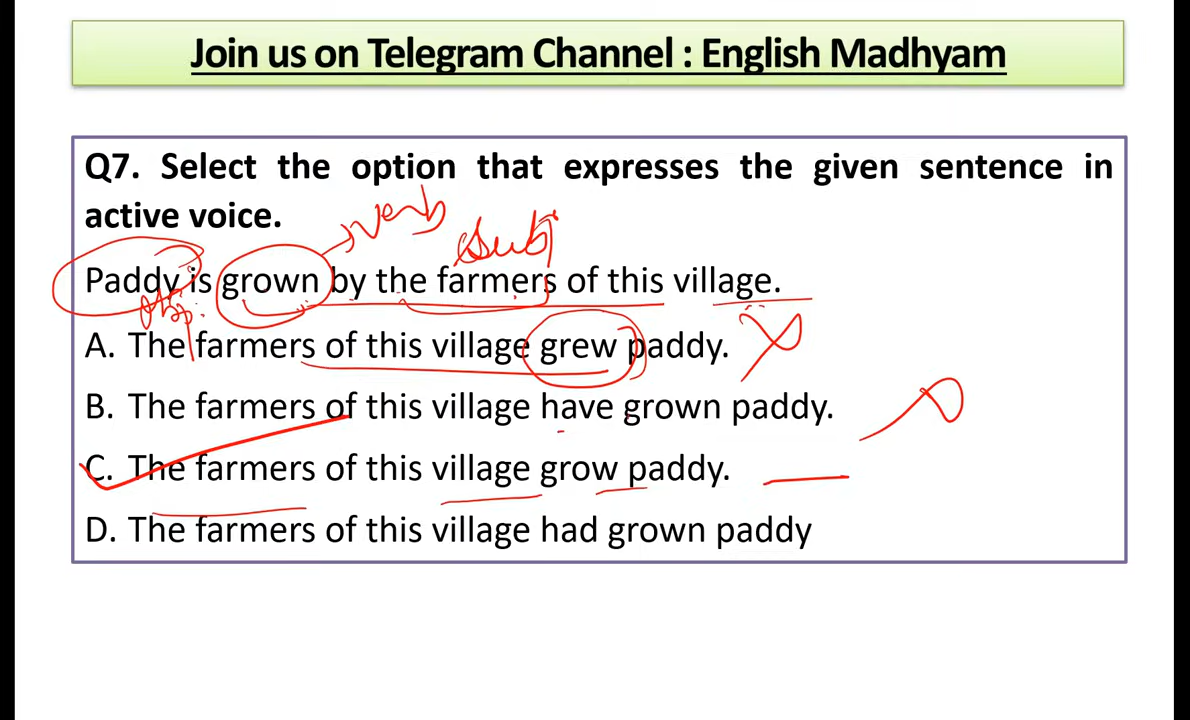 Join us on Telegram Channel : English Madhyam
Q7. Select the option that expresses the given sentence in
active voice.
verb
sub
Paddy is grown by the farmers of this village.
obj.
A. The farmers of this village grew paddy.
B. The farmers of this village have grown paddy.
C. The farmers of this village grow paddy.
D. The farmers of this village had grown paddy